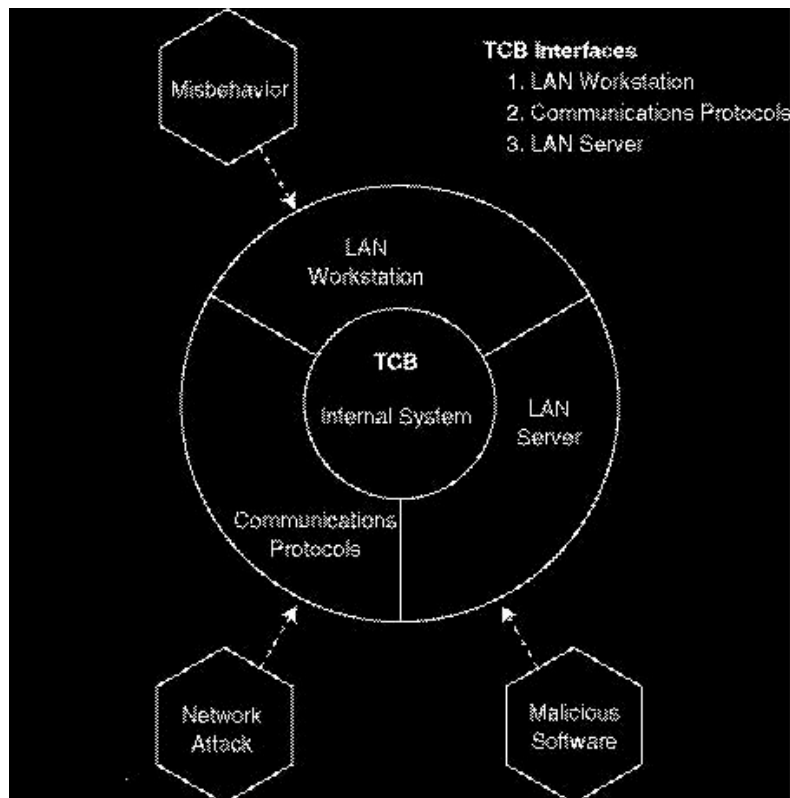 Misbehavior
TCB Interfaces
1. LAN Workstation
2. Communications Protocols
3. LAN Server
LAN
Workstation
TCB
Internal System
LAN
Server
Communications
Protocols
Network
Attack
Malicious
Software